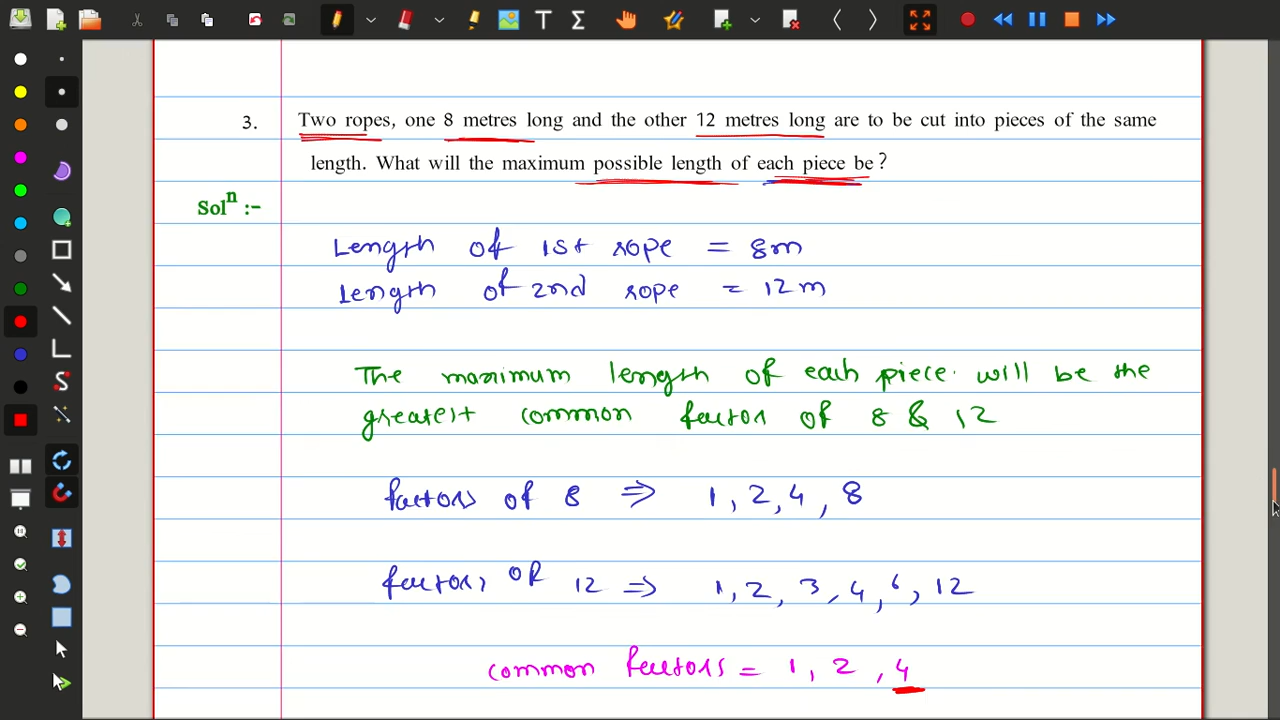 3. Two ropes, one 8 metres long and the other 12 metres long are to be cut into pieces of the same
length. What will the maximum possible length of each piece be?
Solⁿ :-
Length of 1st rope = 8m
Length of 2nd rope = 12m
The maximum length of each piece will be the
greatest common factor of 8 & 12
factors of 8 ⇒ 1, 2, 4, 8
factors of 12 ⇒ 1, 2, 3, 4, 6, 12
common factors = 1, 2, 4